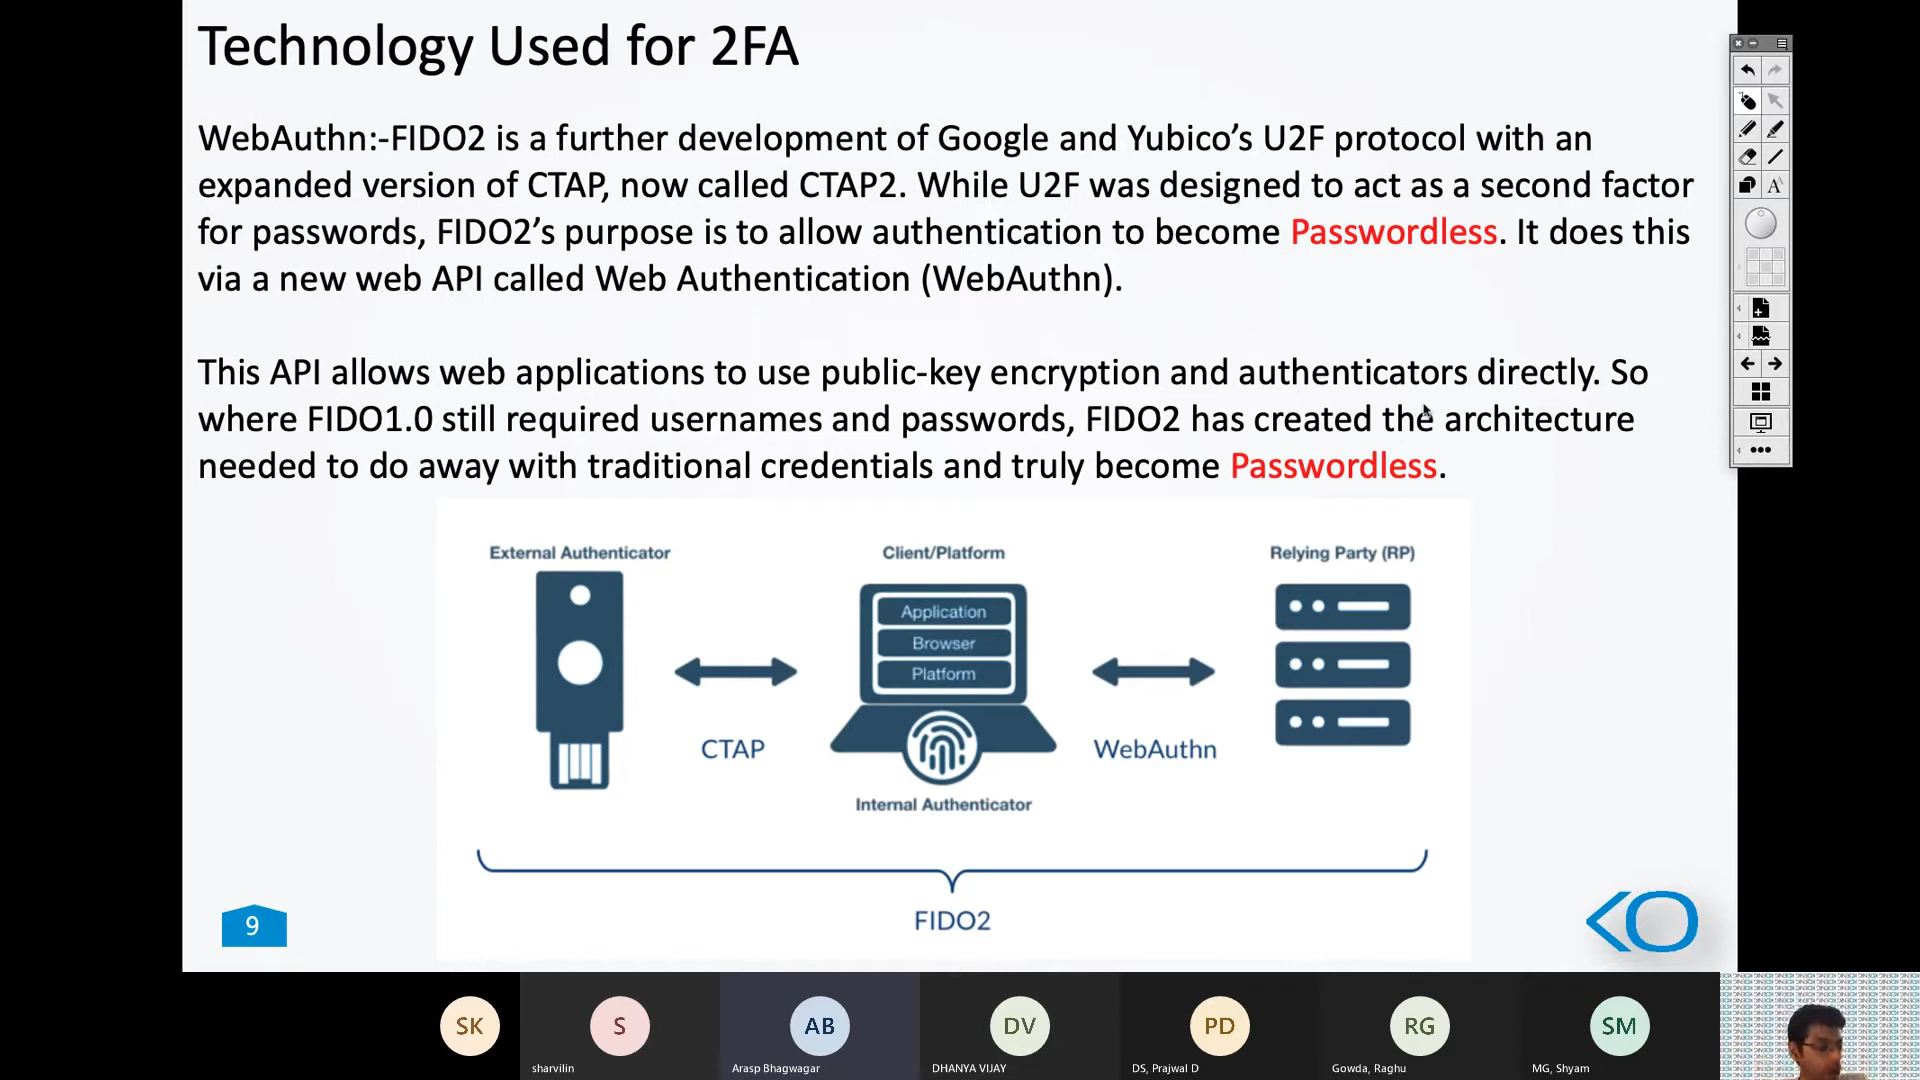 Technology Used for 2FA
WebAuthn:-FIDO2 is a further development of Google and Yubico’s U2F protocol with an
expanded version of CTAP, now called CTAP2. While U2F was designed to act as a second factor
for passwords, FIDO2’s purpose is to allow authentication to become Passwordless. It does this
via a new web API called Web Authentication (WebAuthn).
This API allows web applications to use public-key encryption and authenticators directly. So
where FIDO1.0 still required usernames and passwords, FIDO2 has created the architecture
needed to do away with traditional credentials and truly become Passwordless.
External Authenticator
Client/Platform
Relying Party (RP)
Application
Browser
Platform
CTAP
WebAuthn
Internal Authenticator
FIDO2
9
SK
S
AB
DV
PD
RG
SM
sharvilin
Arasp Bhagwagar
DHANYA VIJAY
DS, Prajwal D
Gowda, Raghu
MG, Shyam